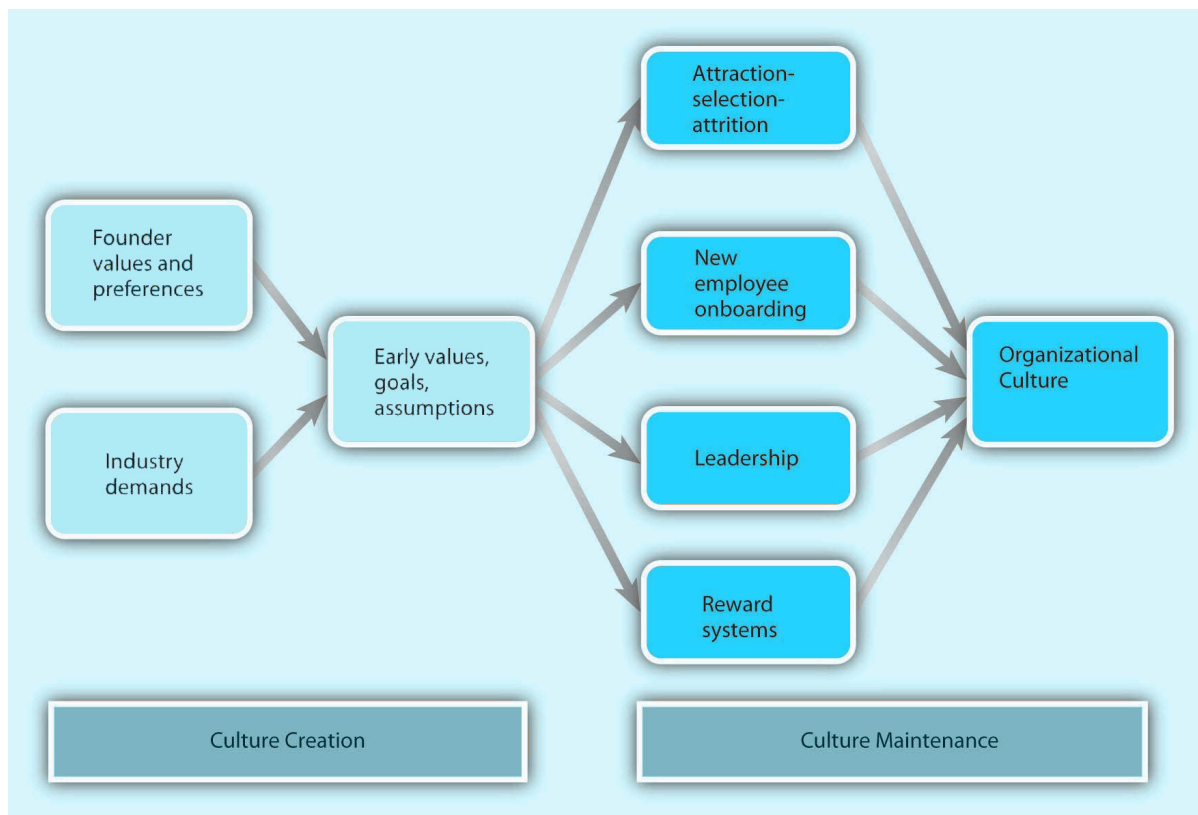 Founder
values and
preferences
Industry
demands
Early values,
goals,
assumptions
Attraction-
selection-
attrition
New
employee
onboarding
Leadership
Reward
systems
Organizational
Culture
Culture Creation
Culture Maintenance